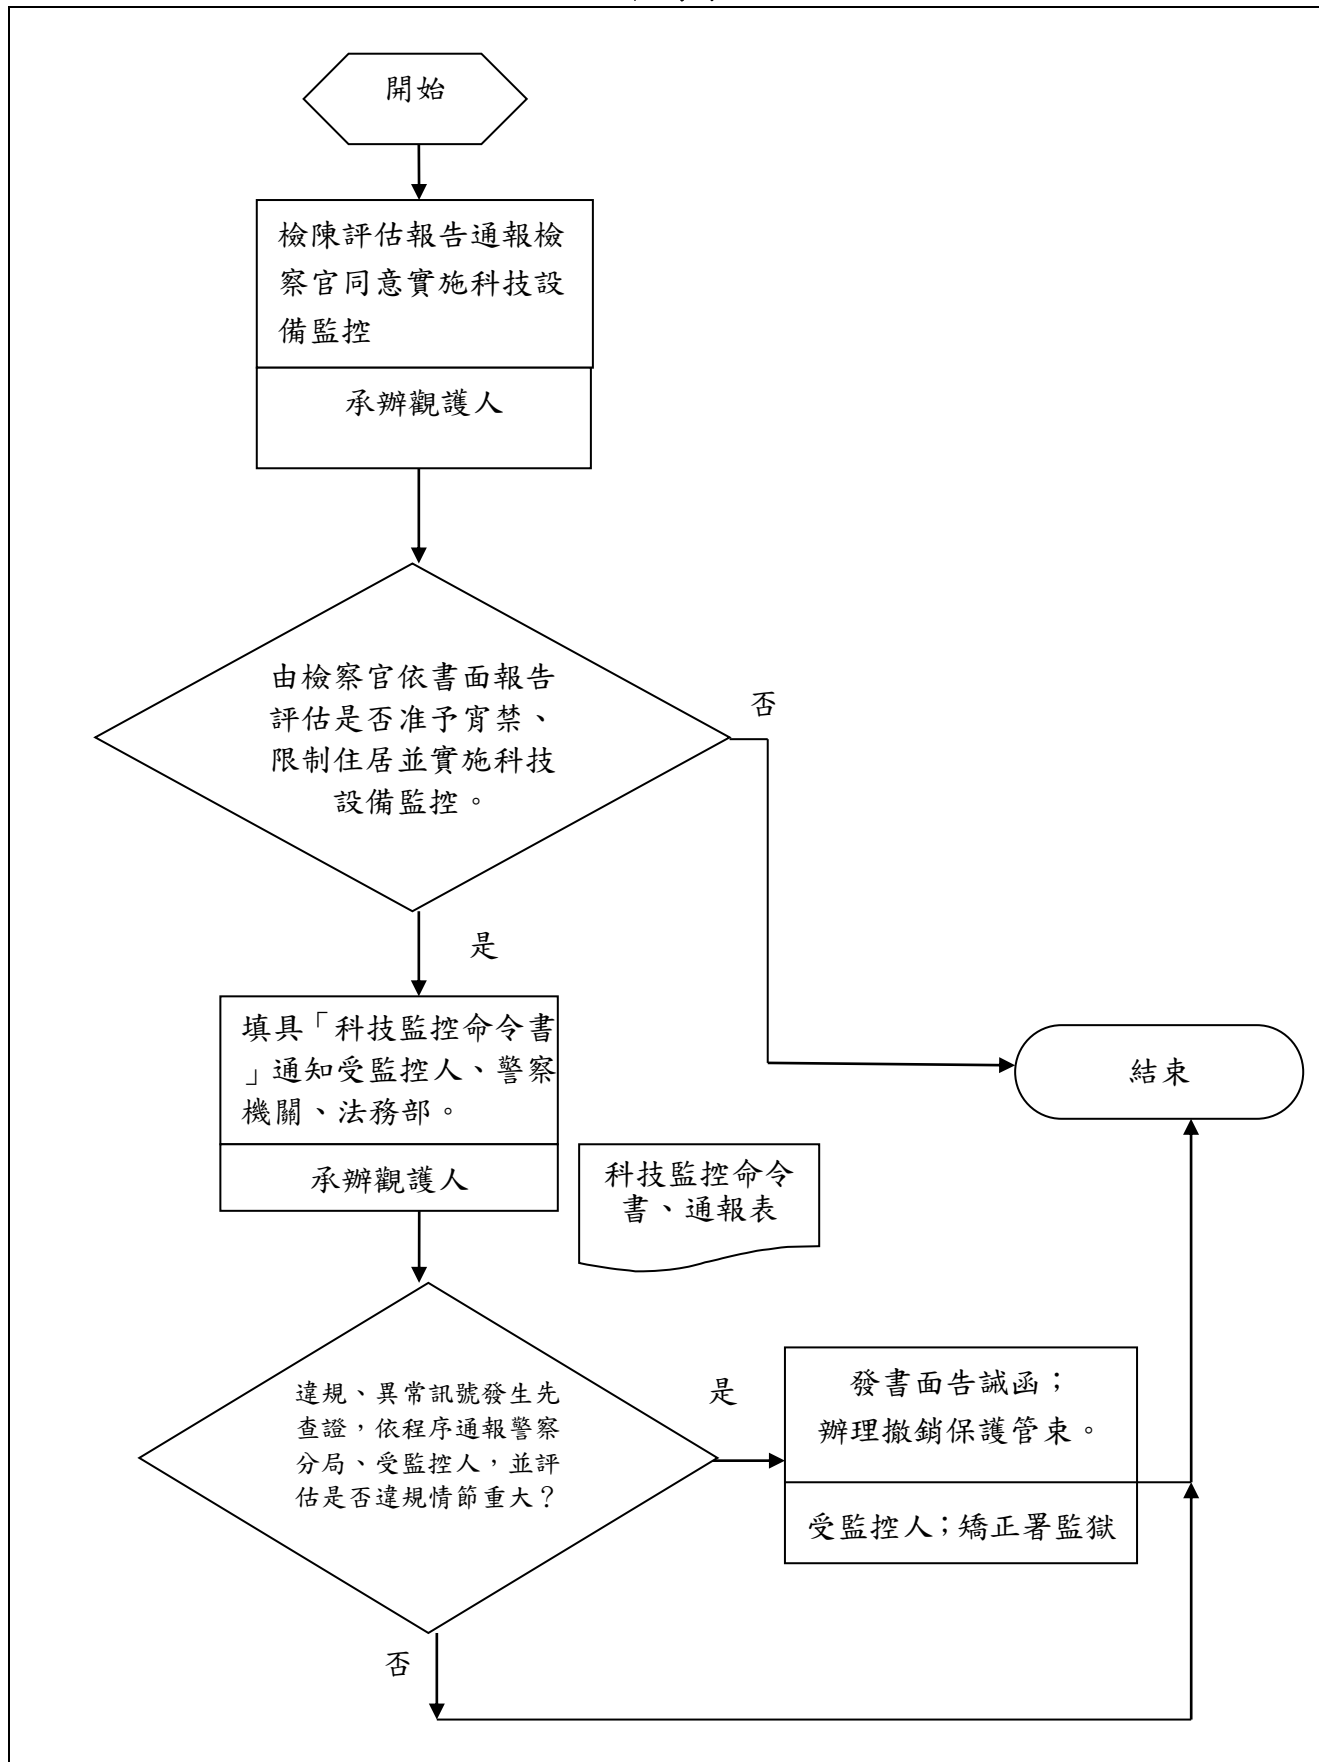 開始
檢陳評估報告通報檢
察官同意實施科技設
備監控
承辦觀護人
由檢察官依書面報告
評估是否准予宵禁、
限制住居並實施科技
設備監控。
否
是
填具「科技監控命令書
」通知受監控人、警察
機關、法務部。
承辦觀護人
科技監控命令
書、通報表
結束
違規、異常訊號發生先
查證，依程序通報警察
分局、受監控人，並評
估是否違規情節重大？
是
發書面告誡函；
辦理撤銷保護管束。
受監控人；矯正署監獄
否